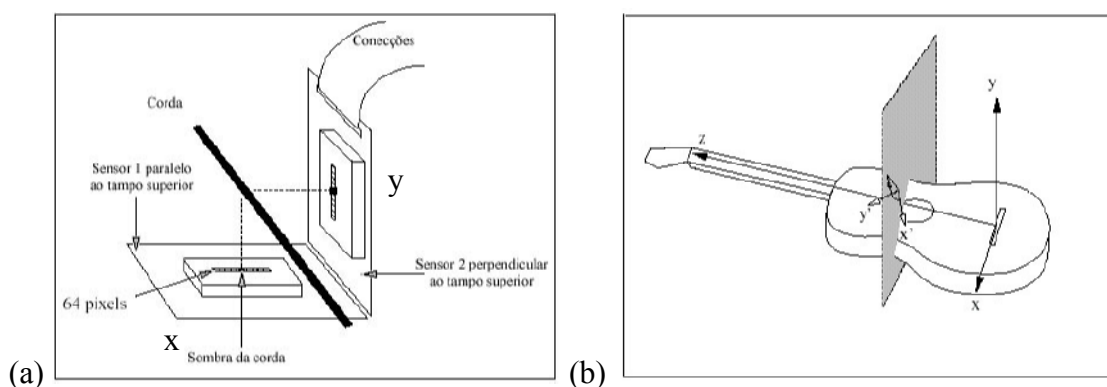 Conecções
Corda
Sensor 1 paralelo
ao tampo superior
y
Sensor 2 perpendicular
ao tampo superior
64 pixels
x
Sombra da corda
(a)
y
z
y'
x'
x
(b)